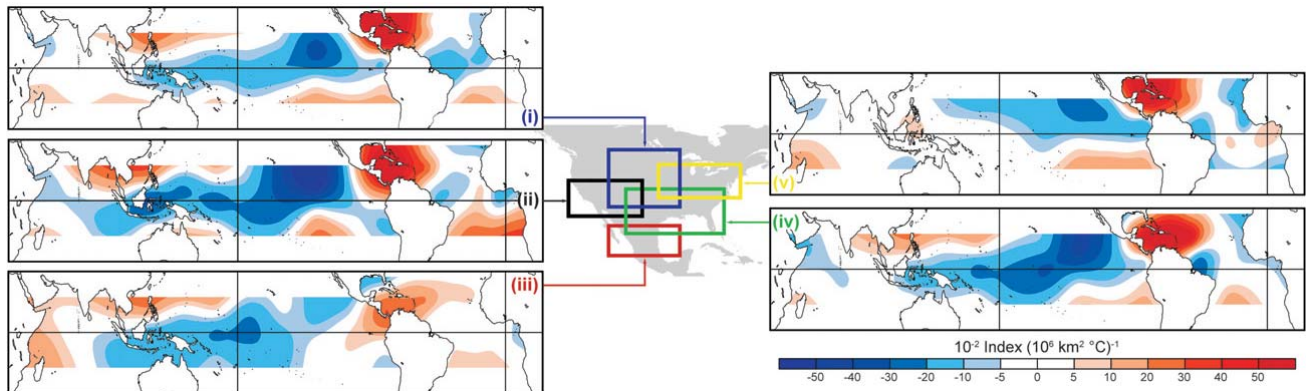 (i)
(ii)
(iii)
(v)
(iv)
10⁻² Index (10⁶ km² °C)⁻¹
-50 -40 -30 -20 -10 -5 0 5 10 20 30 40 50